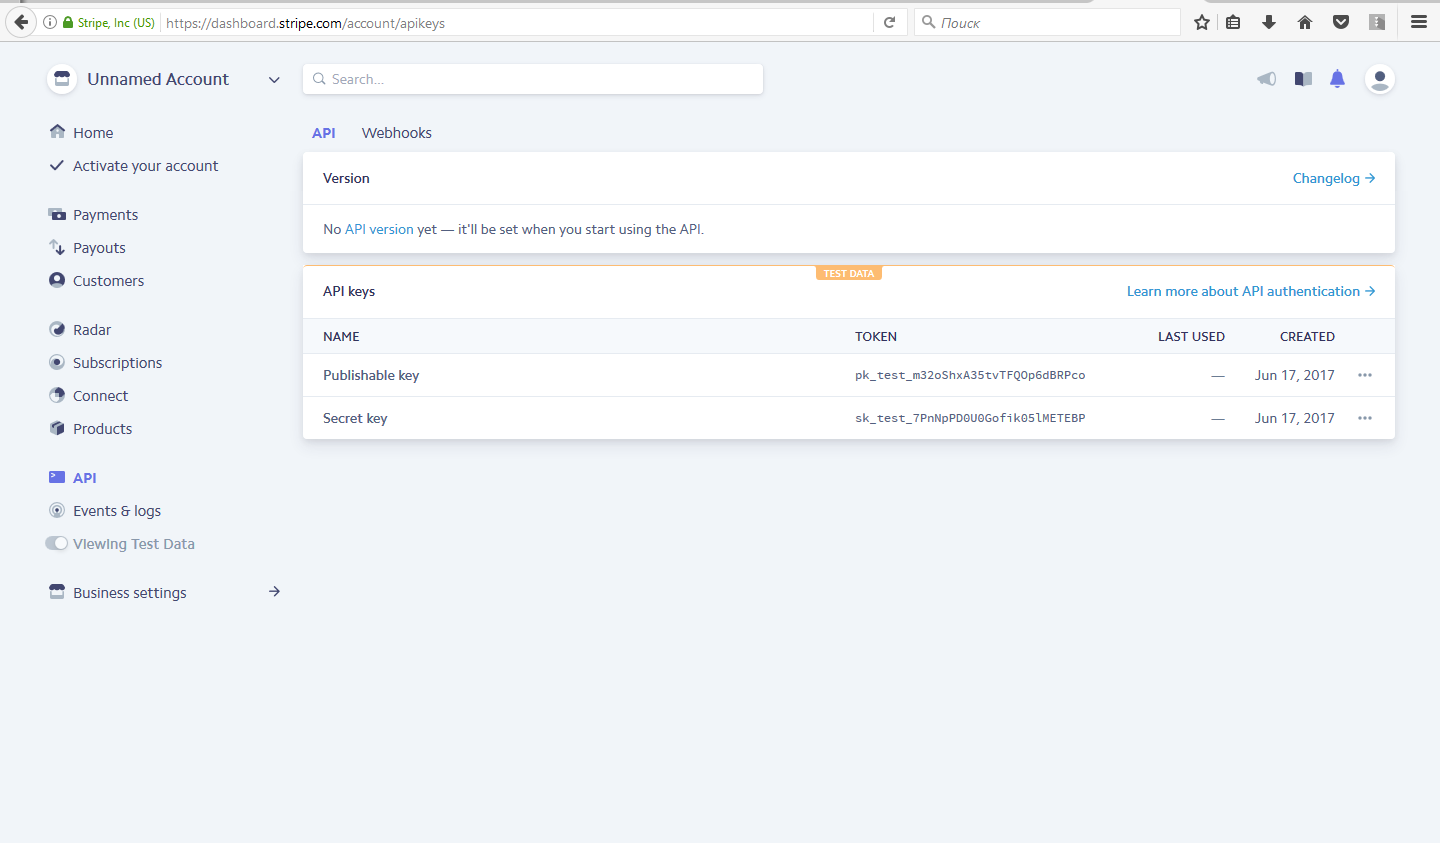 Stripe, Inc (US) https://dashboard.stripe.com/account/apikeys Поиск
Unnamed Account
Search...
Home
Activate your account
Payments
Payouts
Customers
Radar
Subscriptions
Connect
Products
API
Events & logs
Viewing Test Data
Business settings
API Webhooks
Version Changelog →
No API version yet — it'll be set when you start using the API.
TEST DATA
API keys Learn more about API authentication →
NAME TOKEN LAST USED CREATED
Publishable key pk_test_m32oShxA35tvTFQOp6dBRPco — Jun 17, 2017
Secret key sk_test_7PnNpPD0U0Gofik05lMETEBP — Jun 17, 2017